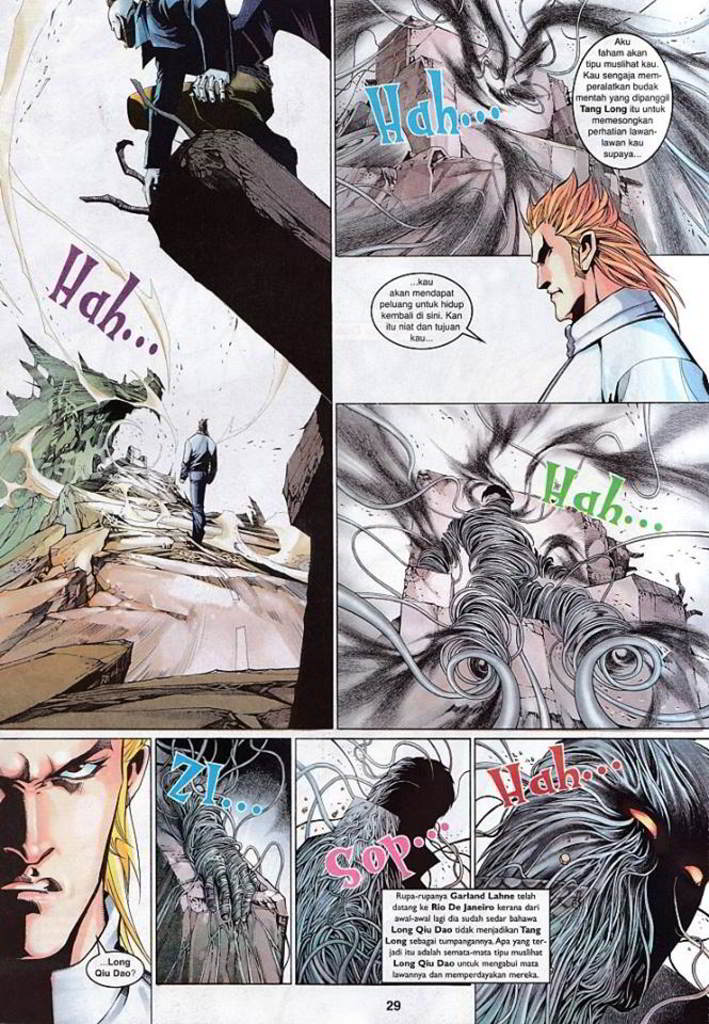 Hah...
Hah...
Aku
faham akan
tipu muslihat kau.
Kau sengaja mem-
peralatkan budak
mentah yang dipanggil
Tang Long itu untuk
memesongkan
perhatian lawan-
lawan kau
supaya...
...kau
akan mendapat
peluang untuk hidup
kembali di sini. Kan
itu niat dan tujuan
kau...
Hah...
...Long
Qiu Dao?
ZI...
Sop...
Hah...
Rupa-rupanya Garland Lahne telah
datang ke Rio De Janeiro kerana dari
awal-awal lagi dia sudah sedar bahawa
Long Qiu Dao tidak menjadikan Tang
Long sebagai tumpangannya. Apa yang ter-
jadi itu adalah semata-mata tipu muslihat
Long Qiu Dao untuk mengabui mata
lawannya dan memperdayakan mereka.
29